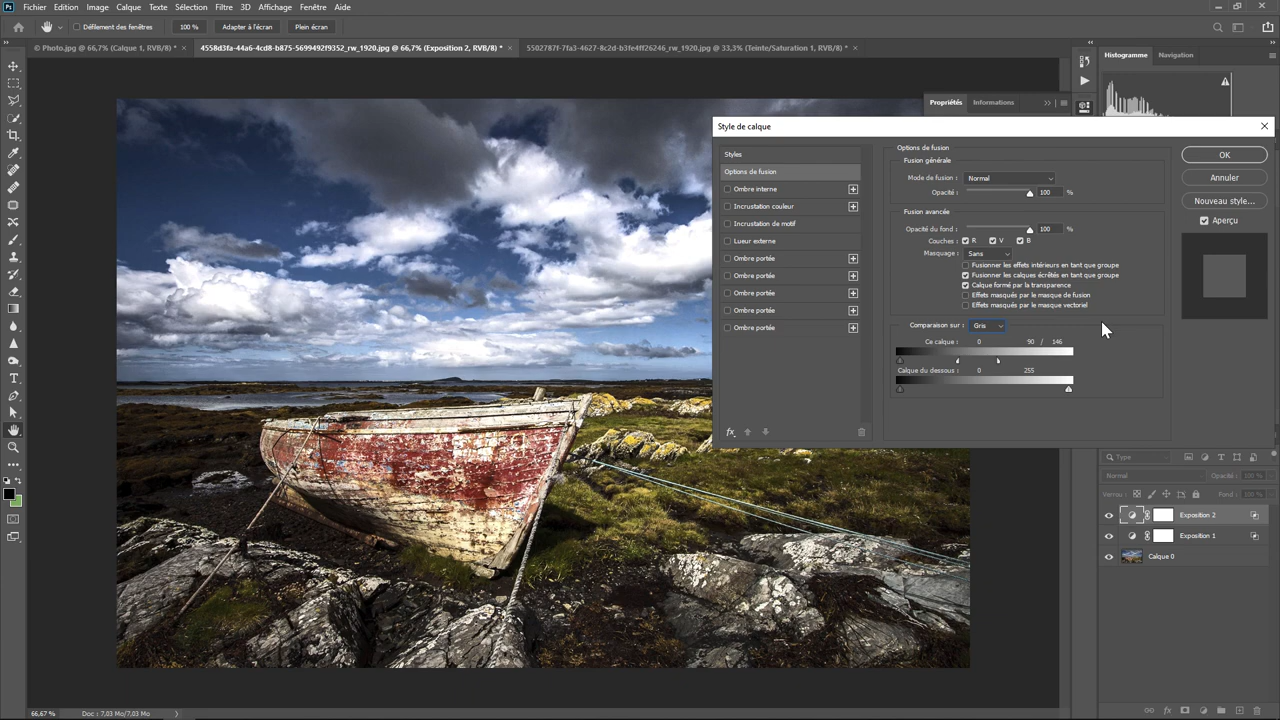 Fichier Edition Image Calque Texte Sélection Filtre 3D Affichage Fenêtre Aide
Défilement des fenêtres 100 % Adapter à l'écran Plein écran
© Photo.jpg @ 66,7% (Calque 1, RVB/8) * × 4558d3fa-44a6-4cd8-b875-5699492f9352_rw_1920.jpg @ 66,7% (Exposition 2, RVB/8) * × 5502787f-7fa3-4627-8c2d-b3fe4ff26246_rw_1920.jpg @ 33,3% (Teinte/Saturation 1, RVB/8) * ×
Histogramme Navigation
Propriétés Informations
Style de calque
Styles
Options de fusion
Ombre interne
Incrustation couleur
Incrustation de motif
Lueur externe
Ombre portée
Ombre portée
Ombre portée
Ombre portée
Ombre portée
fx
Options de fusion
Fusion générale
Mode de fusion : Normal
Opacité : 100 %
Fusion avancée
Opacité du fond : 100 %
Couches : R V B
Masquage : Sans
Fusionner les effets intérieurs en tant que groupe
Fusionner les calques écrêtés en tant que groupe
Calque formé par la transparence
Effets masqués par le masque de fusion
Effets masqués par le masque vectoriel
Comparaison sur : Gris
Ce calque : 0 90 / 146
Calque du dessous : 0 255
OK
Annuler
Nouveau style...
Aperçu
Type
Normal Opacité : 100 %
Verrou : Fond : 100 %
Exposition 2
Exposition 1
Calque 0
66,67 % Doc : 7,03 Mo/7,03 Mo